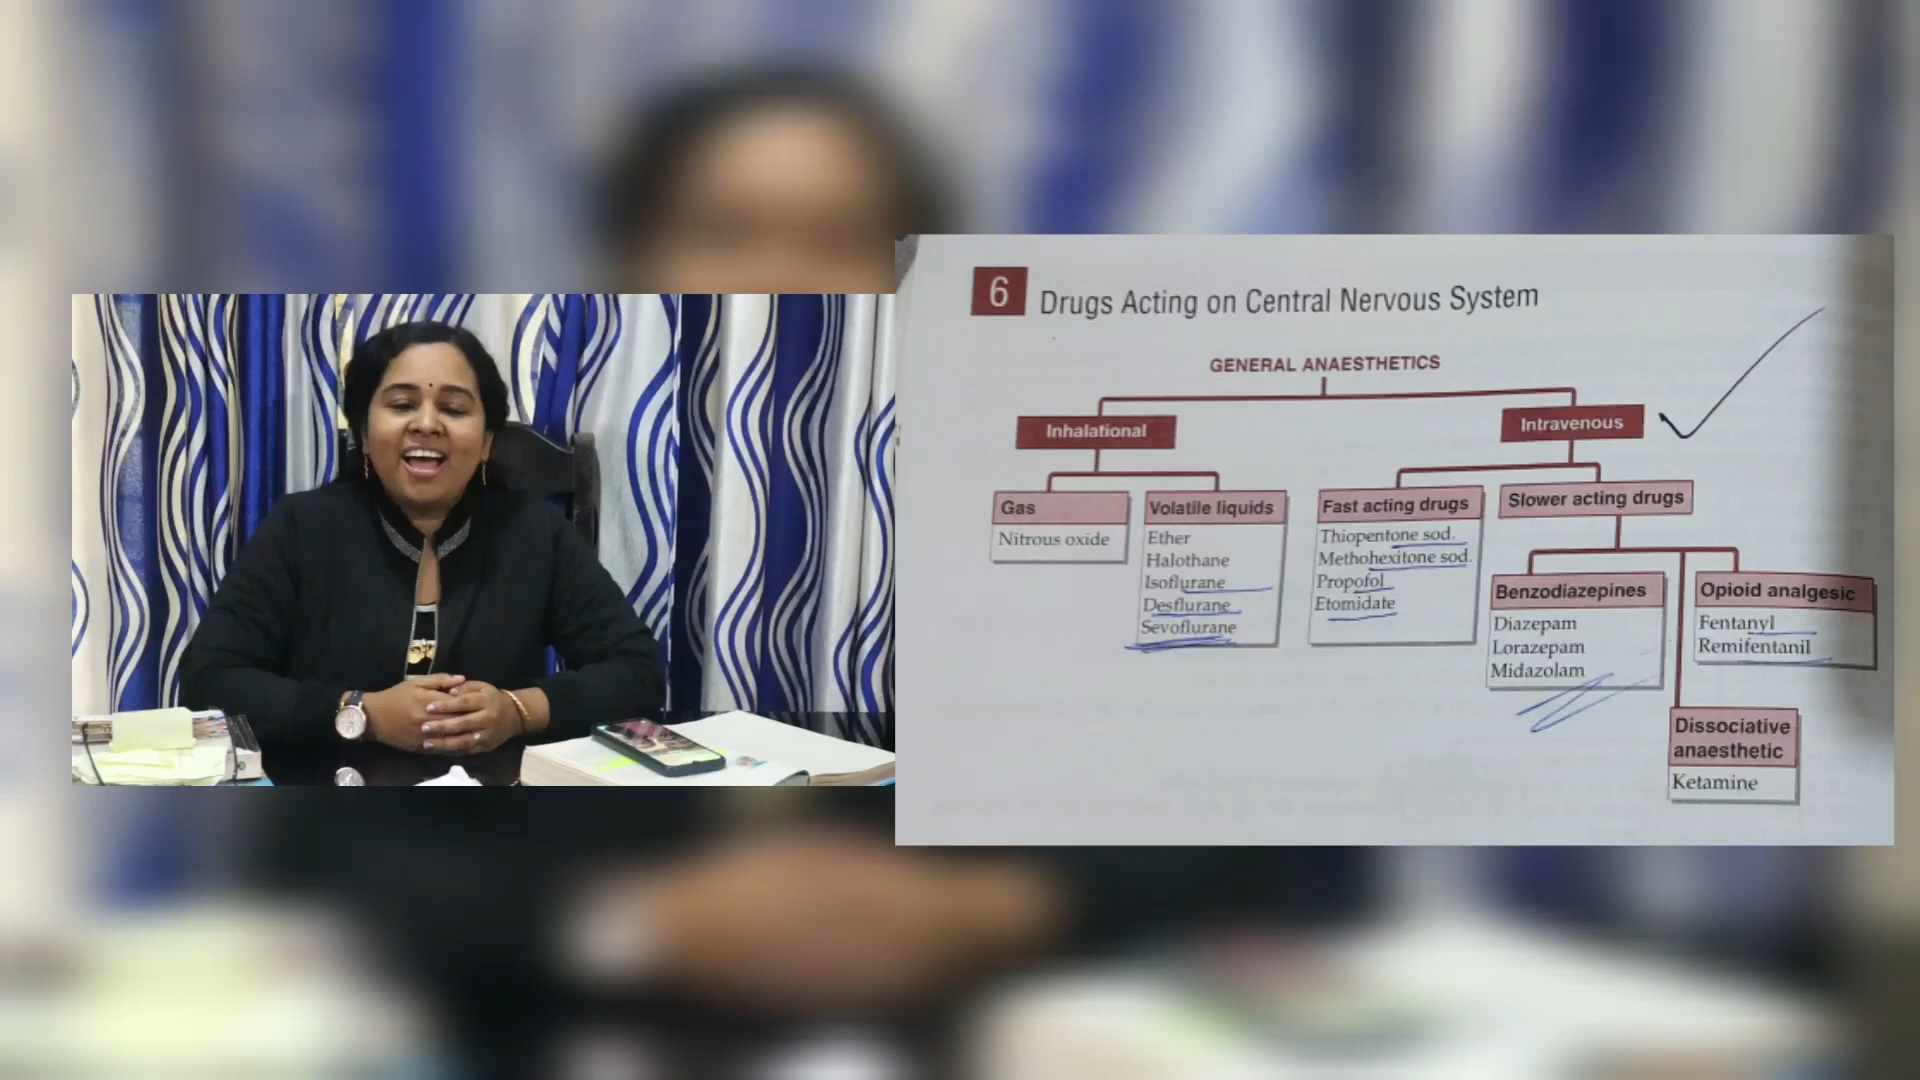 6
Drugs Acting on Central Nervous System
GENERAL ANAESTHETICS
Inhalational
Intravenous
Gas
Nitrous oxide
Volatile liquids
Ether
Halothane
Isoflurane
Desflurane
Sevoflurane
Fast acting drugs
Thiopentone sod.
Methohexitone sod.
Propofol
Etomidate
Slower acting drugs
Benzodiazepines
Diazepam
Lorazepam
Midazolam
Opioid analgesic
Fentanyl
Remifentanil
Dissociative
anaesthetic
Ketamine